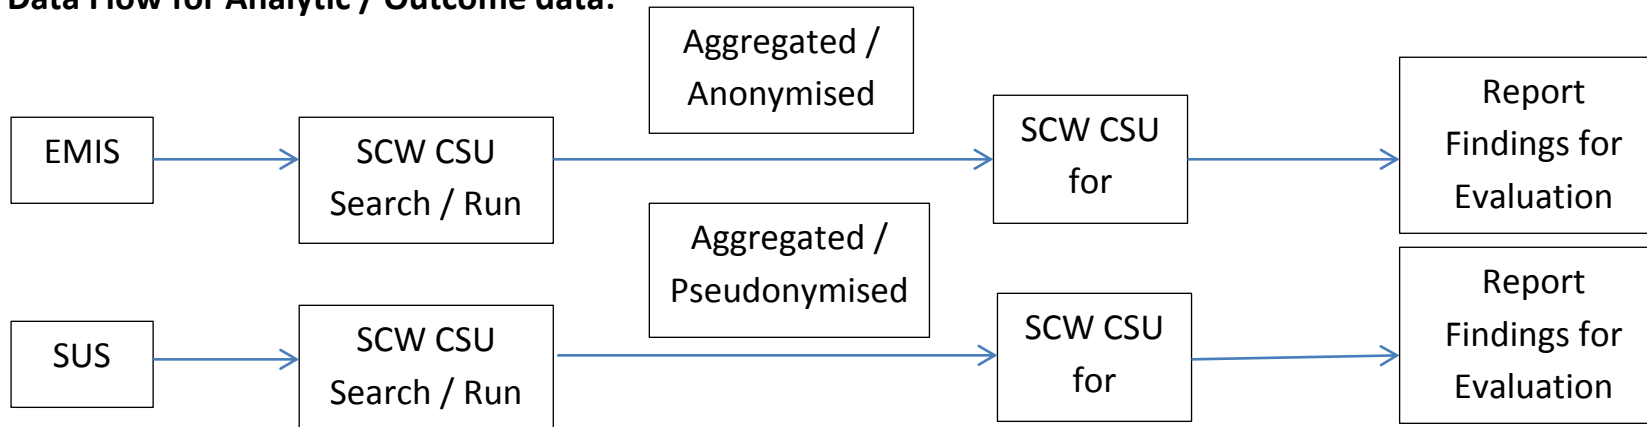 Data Flow for Analytic / Outcome data:
Aggregated /
Anonymised
EMIS
SCW CSU
Search / Run
SCW CSU
for
Report
Findings for
Evaluation
Aggregated /
Pseudonymised
SUS
SCW CSU
Search / Run
SCW CSU
for
Report
Findings for
Evaluation